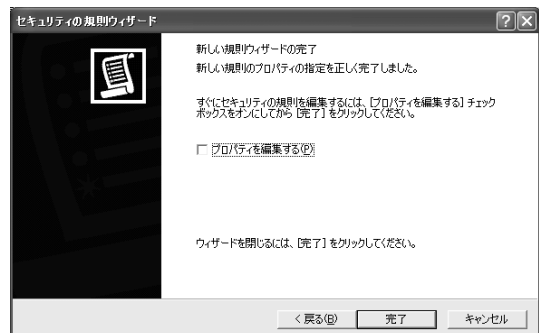 セキュリティの規則ウィザード
新しい規則ウィザードの完了
新しい規則のプロパティの指定を正しく完了しました。
すぐにセキュリティの規則を編集するには、[プロパティを編集する] チェック
ボックスをオンにしてから [完了] をクリックしてください。
プロパティを編集する(P)
ウィザードを閉じるには、[完了] をクリックしてください。
< 戻る(B)
完了
キャンセル